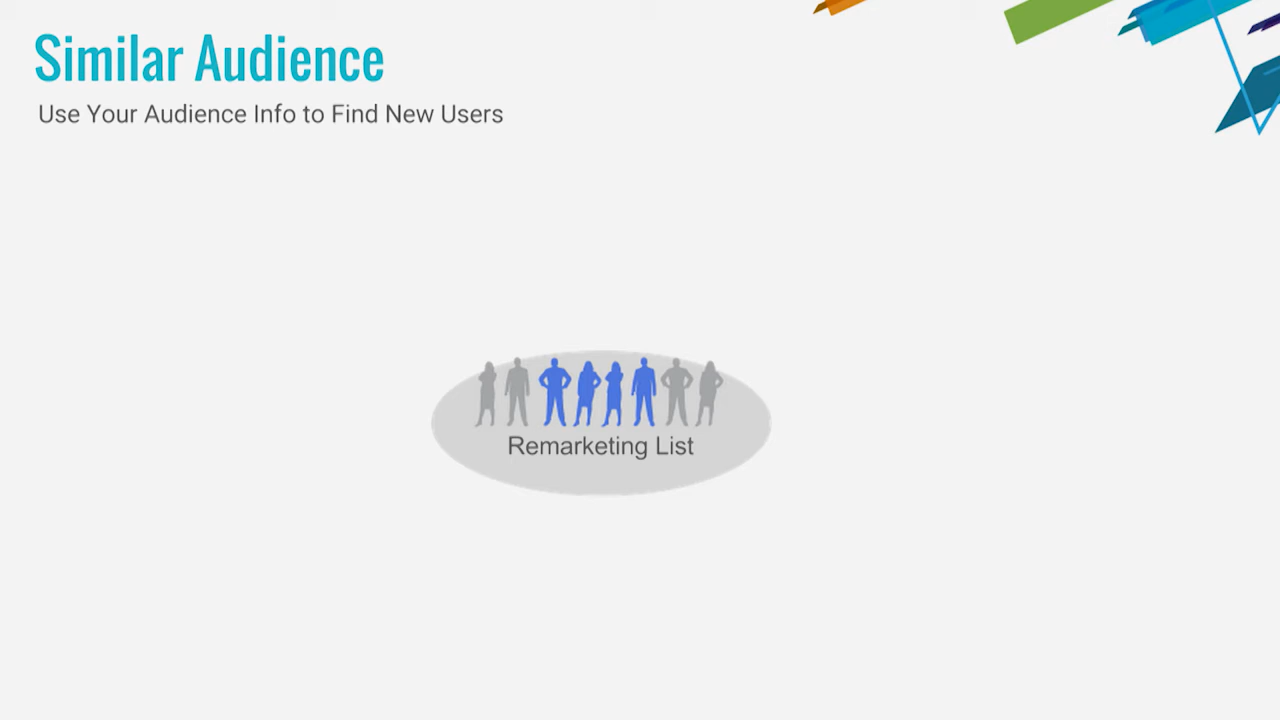 Similar Audience
Use Your Audience Info to Find New Users
Remarketing List